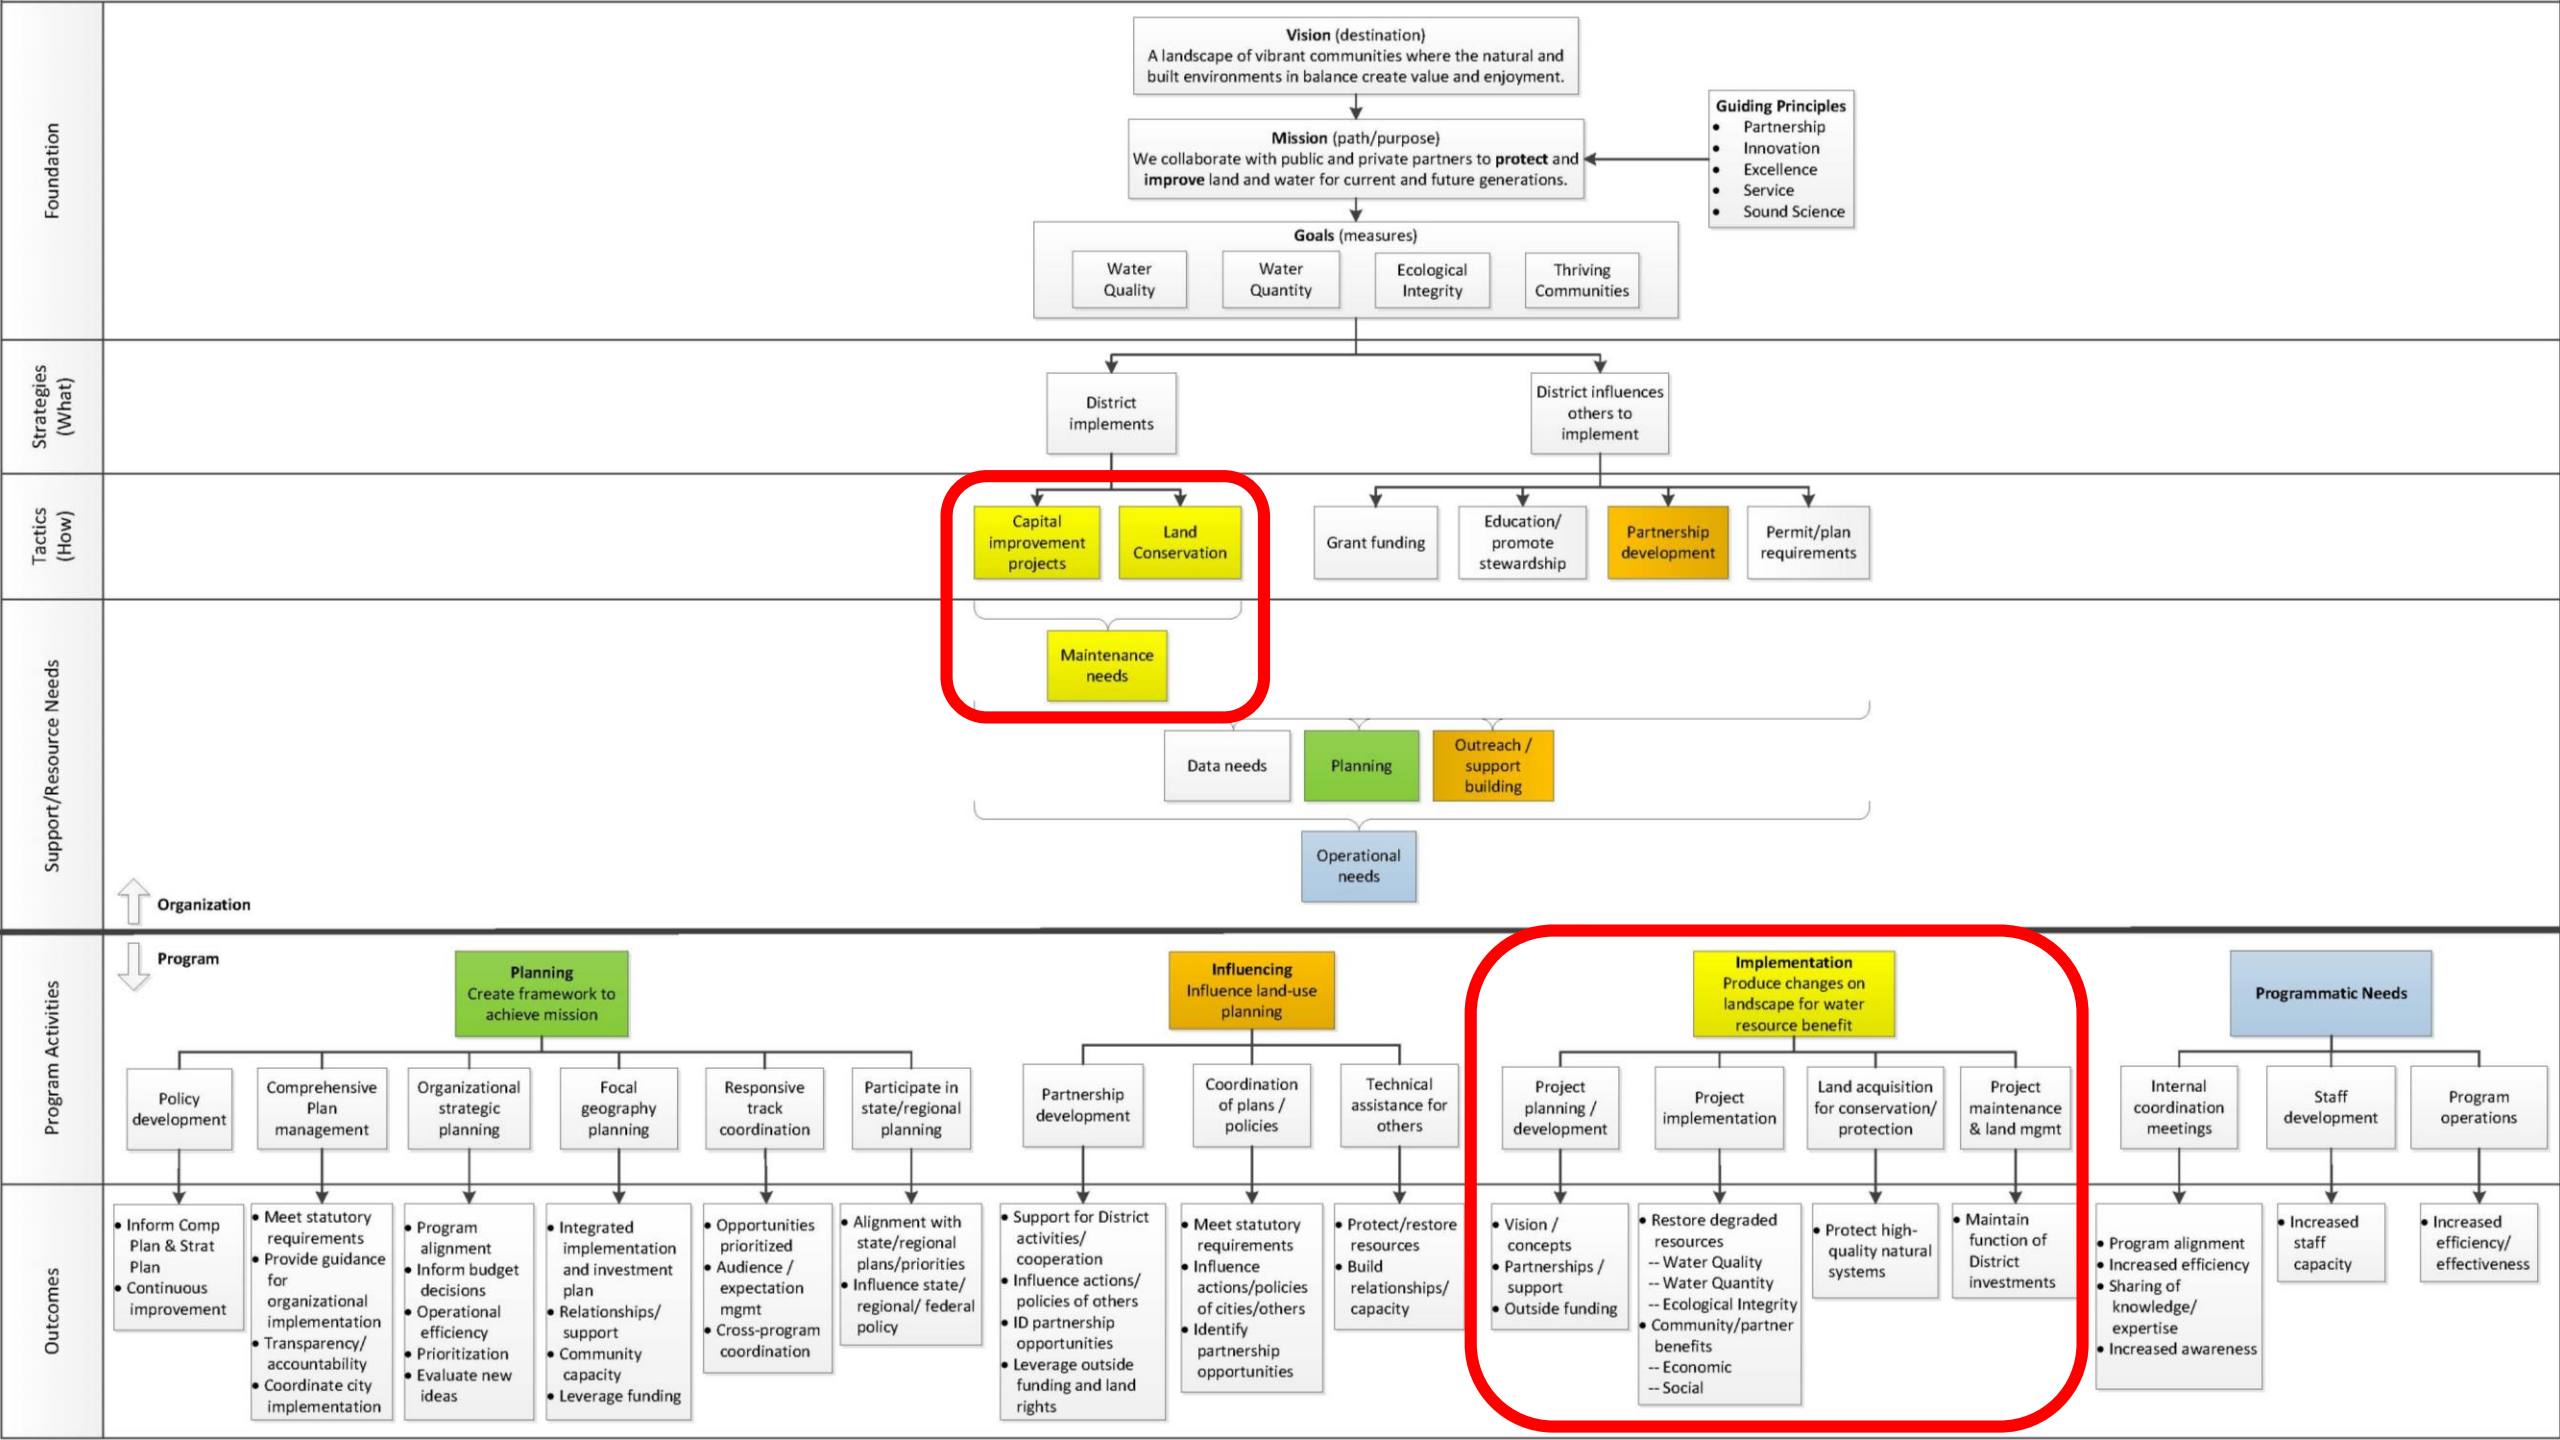 Foundation
Vision (destination)
A landscape of vibrant communities where the natural and
built environments in balance create value and enjoyment.
Mission (path/purpose)
We collaborate with public and private partners to protect and
improve land and water for current and future generations.
Guiding Principles
• Partnership
• Innovation
• Excellence
• Service
• Sound Science
Goals (measures)
Water
Quality
Water
Quantity
Ecological
Integrity
Thriving
Communities
Strategies
(What)
District
implements
District influences
others to
implement
Tactics
(How)
Capital
improvement
projects
Land
Conservation
Grant funding
Education/
promote
stewardship
Partnership
development
Permit/plan
requirements
Support/Resource Needs
Maintenance
needs
Data needs
Planning
Outreach /
support
building
Operational
needs
Organization
Program
Program Activities
Planning
Create framework to
achieve mission
Influencing
Influence land-use
planning
Implementation
Produce changes on
landscape for water
resource benefit
Programmatic Needs
Policy
development
Comprehensive
Plan
management
Organizational
strategic
planning
Focal
geography
planning
Responsive
track
coordination
Participate in
state/regional
planning
Partnership
development
Coordination
of plans /
policies
Technical
assistance for
others
Project
planning /
development
Project
implementation
Land acquisition
for conservation/
protection
Project
maintenance
& land mgmt
Internal
coordination
meetings
Staff
development
Program
operations
Outcomes
• Inform Comp
Plan & Strat
Plan
• Continuous
improvement
• Meet statutory
requirements
• Provide guidance
for
organizational
implementation
• Transparency/
accountability
• Coordinate city
implementation
• Program
alignment
• Inform budget
decisions
• Operational
efficiency
• Prioritization
• Evaluate new
ideas
• Integrated
implementation
and investment
plan
• Relationships/
support
• Community
capacity
• Leverage funding
• Opportunities
prioritized
• Audience /
expectation
mgmt
• Cross-program
coordination
• Alignment with
state/regional
plans/priorities
• Influence state/
regional/ federal
policy
• Support for District
activities/
cooperation
• Influence actions/
policies of others
• ID partnership
opportunities
• Leverage outside
funding and land
rights
• Meet statutory
requirements
• Influence
actions/policies
of cities/others
• Identify
partnership
opportunities
• Protect/restore
resources
• Build
relationships/
capacity
• Vision /
concepts
• Partnerships /
support
• Outside funding
• Restore degraded
resources
-- Water Quality
-- Water Quantity
-- Ecological Integrity
• Community/partner
benefits
-- Economic
-- Social
• Protect high-
quality natural
systems
• Maintain
function of
District
investments
• Program alignment
• Increased efficiency
• Sharing of
knowledge/
expertise
• Increased awareness
• Increased
staff
capacity
• Increased
efficiency/
effectiveness